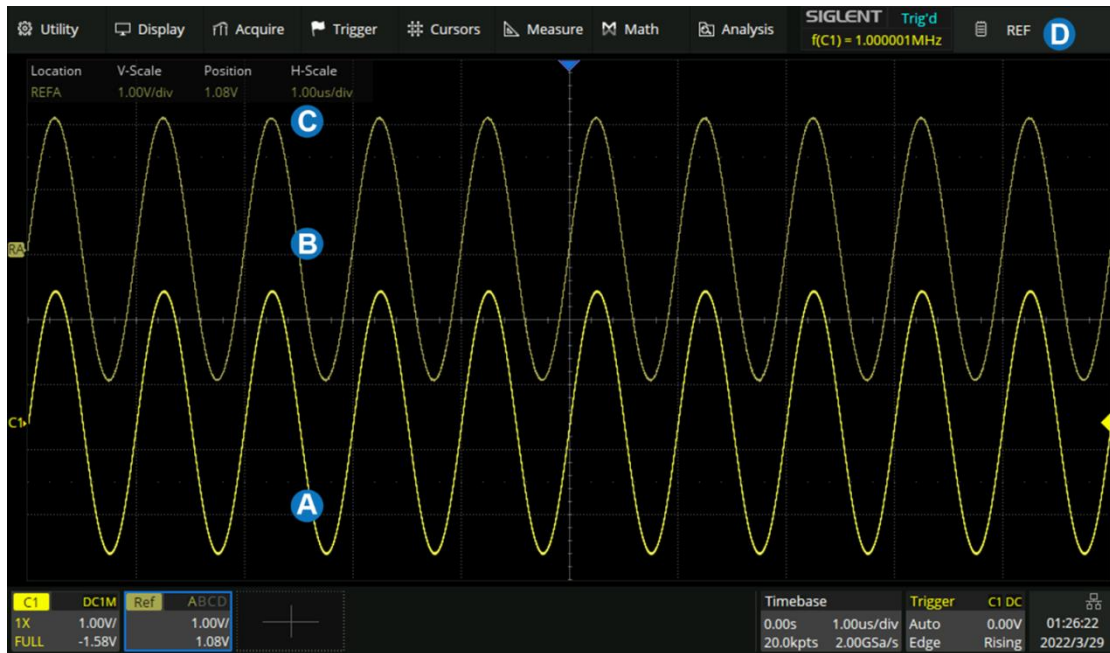 Utility Display Acquire Trigger Cursors Measure Math Analysis SIGLENT Trig'd REF D
f(C1) = 1.000001MHz
Location V-Scale Position H-Scale
REFA 1.00V/div 1.08V 1.00us/div
C
RA
B
C1
A
C1 DC1M Ref ABCD Timebase Trigger C1 DC
1X 1.00V/ 1.00V/ 0.00s 1.00us/div Auto 0.00V 01:26:22
FULL -1.58V 1.08V 20.0kpts 2.00GSa/s Edge Rising 2022/3/29